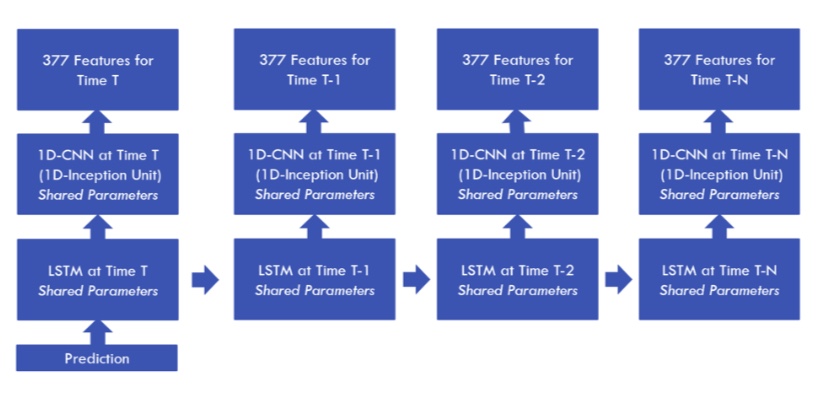 377 Features for
Time T
377 Features for
Time T-1
377 Features for
Time T-2
377 Features for
Time T-N
1D-CNN at Time T
(1D-Inception Unit)
Shared Parameters
1D-CNN at Time T-1
(1D-Inception Unit)
Shared Parameters
1D-CNN at Time T-2
(1D-Inception Unit)
Shared Parameters
1D-CNN at Time T-N
(1D-Inception Unit)
Shared Parameters
LSTM at Time T
Shared Parameters
LSTM at Time T-1
Shared Parameters
LSTM at Time T-2
Shared Parameters
LSTM at Time T-N
Shared Parameters
Prediction